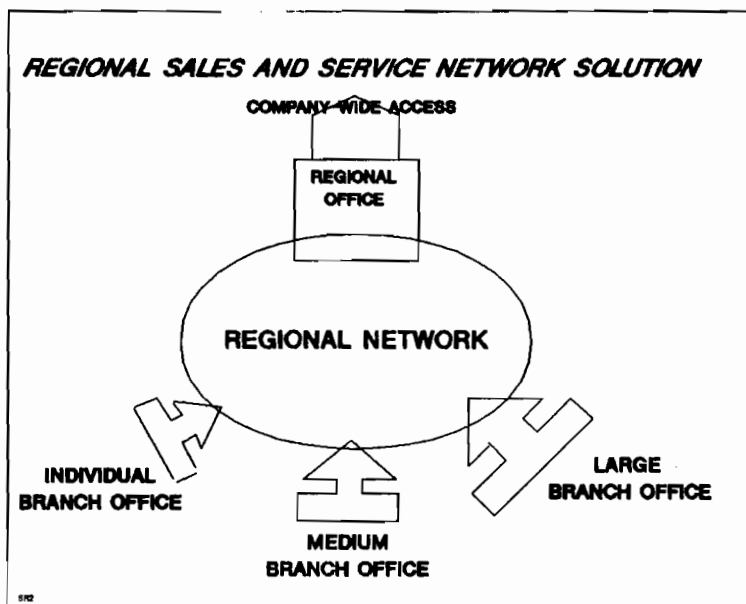 REGIONAL SALES AND SERVICE NETWORK SOLUTION
COMPANY WIDE ACCESS
REGIONAL
OFFICE
REGIONAL NETWORK
INDIVIDUAL
BRANCH OFFICE
MEDIUM
BRANCH OFFICE
LARGE
BRANCH OFFICE